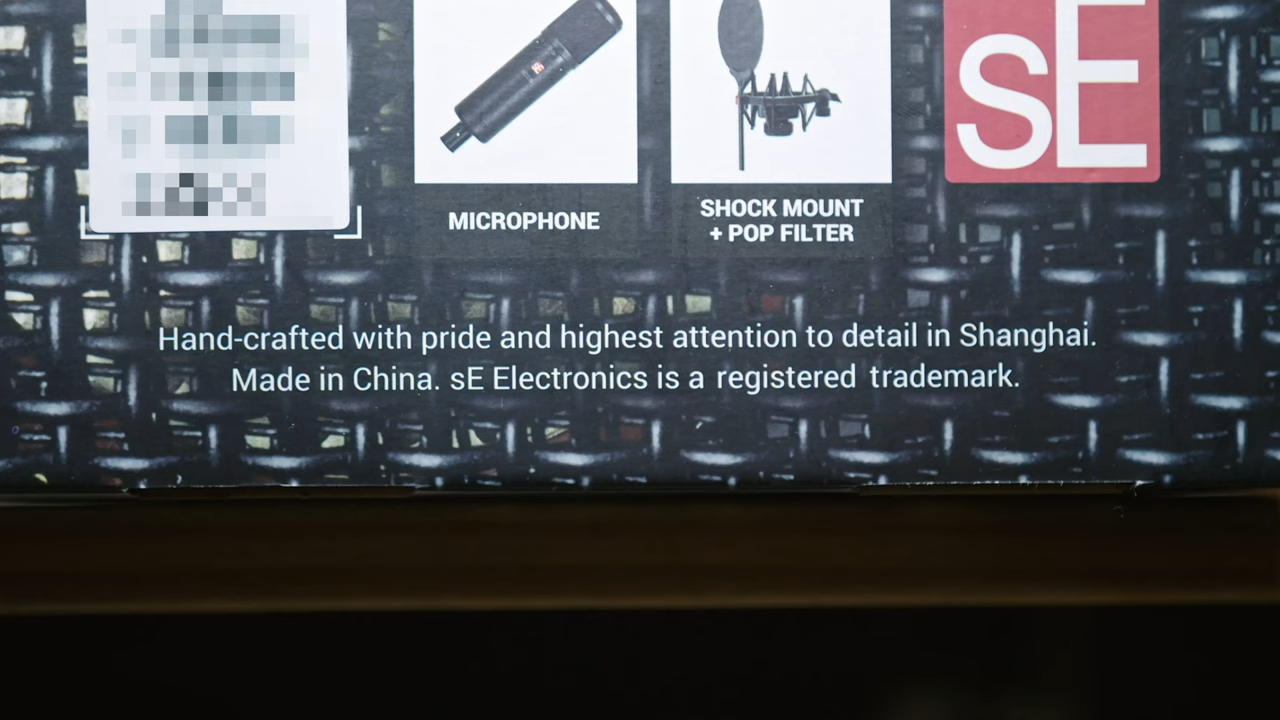 sE
MICROPHONE
SHOCK MOUNT
+ POP FILTER
Hand-crafted with pride and highest attention to detail in Shanghai.
Made in China. sE Electronics is a registered trademark.